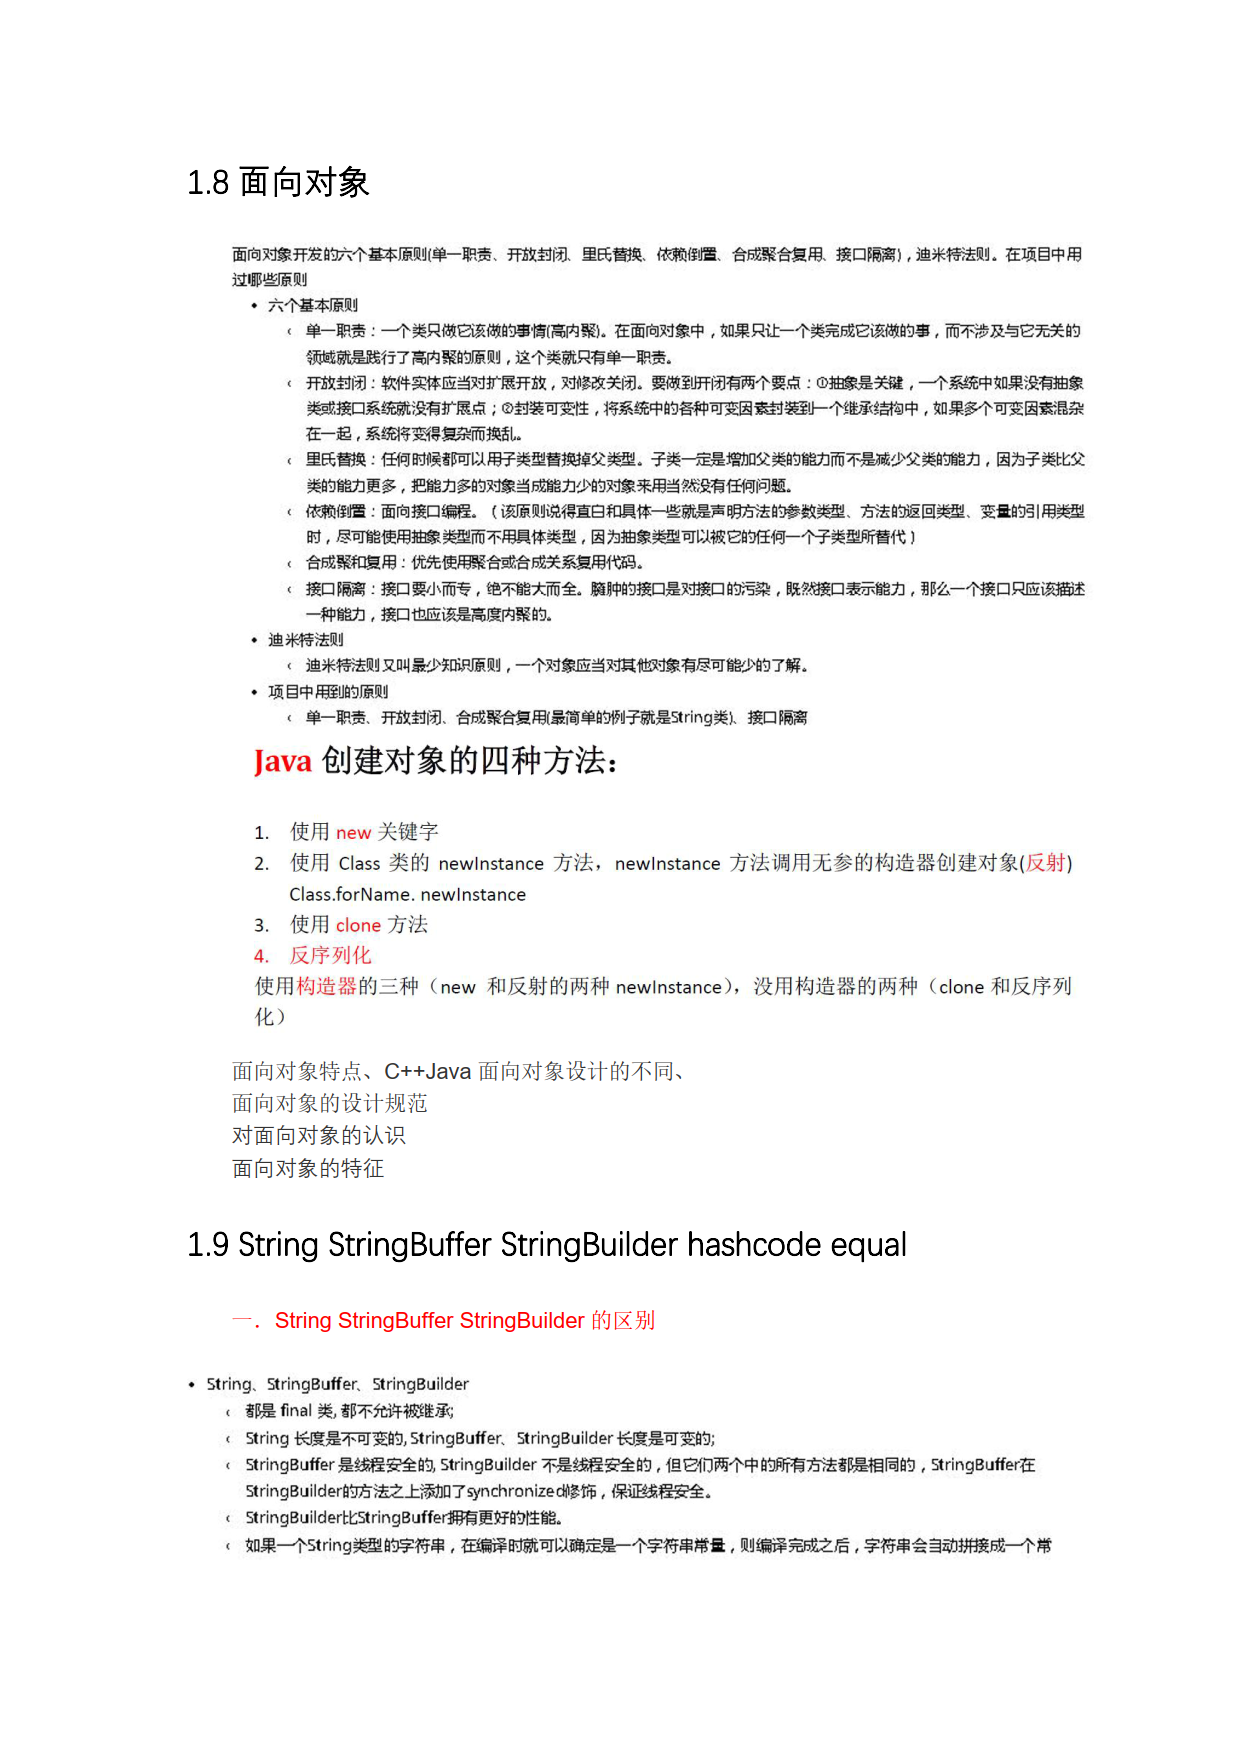 1.8 面向对象
面向对象开发的六个基本原则(单一职责、开放封闭、里氏替换、依赖倒置、合成聚合复用、接口隔离)，迪米特法则。在项目中用
过哪些原则
• 六个基本原则
‹ 单一职责：一个类只做它该做的事情(高内聚)。在面向对象中，如果只让一个类完成它该做的事，而不涉及与它无关的
领域就是践行了高内聚的原则，这个类就只有单一职责。
‹ 开放封闭：软件实体应当对扩展开放，对修改关闭。要做到开闭有两个要点：①抽象是关键，一个系统中如果没有抽象
类或接口系统就没有扩展点；②封装可变性，将系统中的各种可变因素封装到一个继承结构中，如果多个可变因素混杂
在一起，系统将变得复杂而换乱。
‹ 里氏替换：任何时候都可以用子类型替换掉父类型。子类一定是增加父类的能力而不是减少父类的能力，因为子类比父
类的能力更多，把能力多的对象当成能力少的对象来用当然没有任何问题。
‹ 依赖倒置：面向接口编程。（该原则说得直白和具体一些就是声明方法的参数类型、方法的返回类型、变量的引用类型
时，尽可能使用抽象类型而不用具体类型，因为抽象类型可以被它的任何一个子类型所替代）
‹ 合成聚和复用：优先使用聚合或合成关系复用代码。
‹ 接口隔离：接口要小而专，绝不能大而全。臃肿的接口是对接口的污染，既然接口表示能力，那么一个接口只应该描述
一种能力，接口也应该是高度内聚的。
• 迪米特法则
‹ 迪米特法则又叫最少知识原则，一个对象应当对其他对象有尽可能少的了解。
• 项目中用到的原则
‹ 单一职责、开放封闭、合成聚合复用(最简单的例子就是String类)、接口隔离
Java 创建对象的四种方法：
1. 使用 new 关键字
2. 使用 Class 类的 newInstance 方法，newInstance 方法调用无参的构造器创建对象(反射)
Class.forName. newInstance
3. 使用 clone 方法
4. 反序列化
使用构造器的三种（new 和反射的两种 newInstance），没用构造器的两种（clone 和反序列
化）
面向对象特点、C++Java 面向对象设计的不同、
面向对象的设计规范
对面向对象的认识
面向对象的特征
1.9 String StringBuffer StringBuilder hashcode equal
一．String StringBuffer StringBuilder 的区别
• String、StringBuffer、StringBuilder
‹ 都是 final 类, 都不允许被继承;
‹ String 长度是不可变的, StringBuffer、StringBuilder 长度是可变的;
‹ StringBuffer 是线程安全的, StringBuilder 不是线程安全的，但它们两个中的所有方法都是相同的，StringBuffer在
StringBuilder的方法之上添加了synchronized修饰，保证线程安全。
‹ StringBuilder比StringBuffer拥有更好的性能。
‹ 如果一个String类型的字符串，在编译时就可以确定是一个字符串常量，则编译完成之后，字符串会自动拼接成一个常